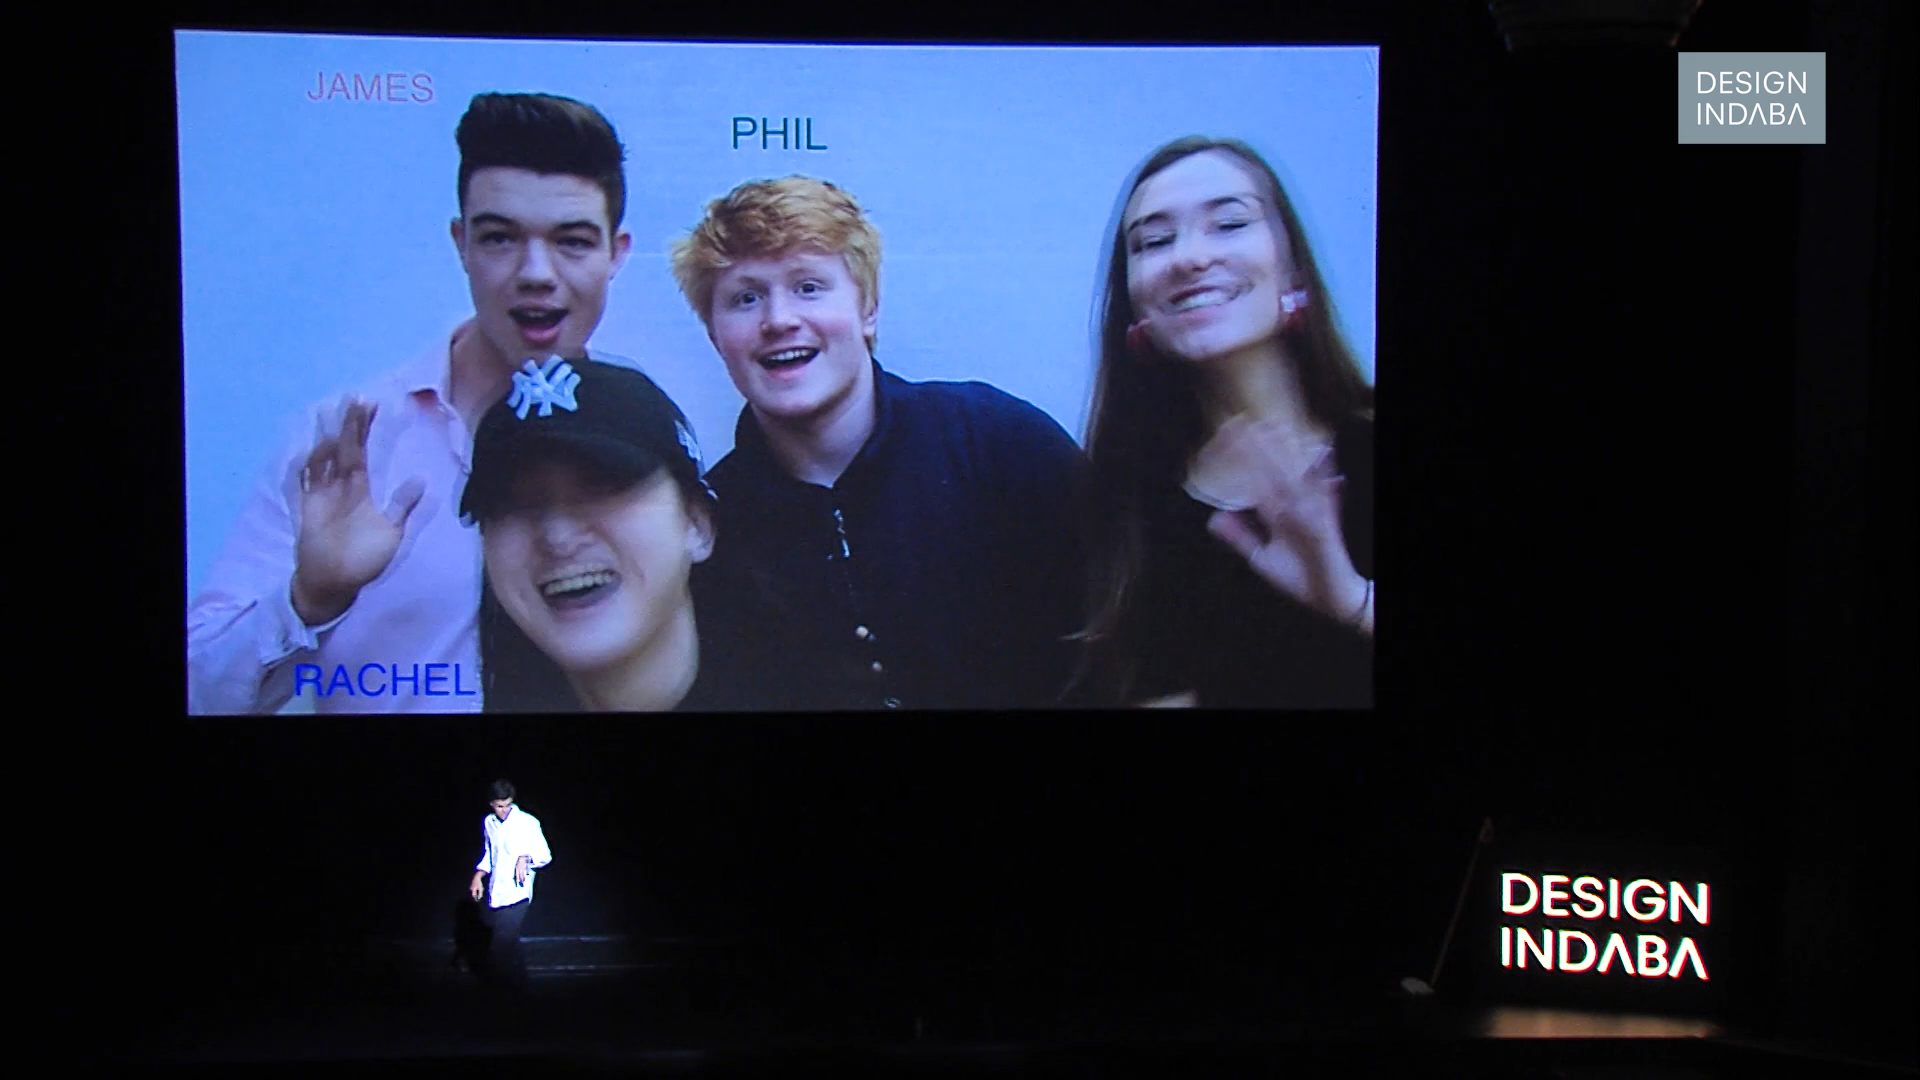 JAMES
PHIL
RACHEL
NY
DESIGN
INDABA
DESIGN
INDABA